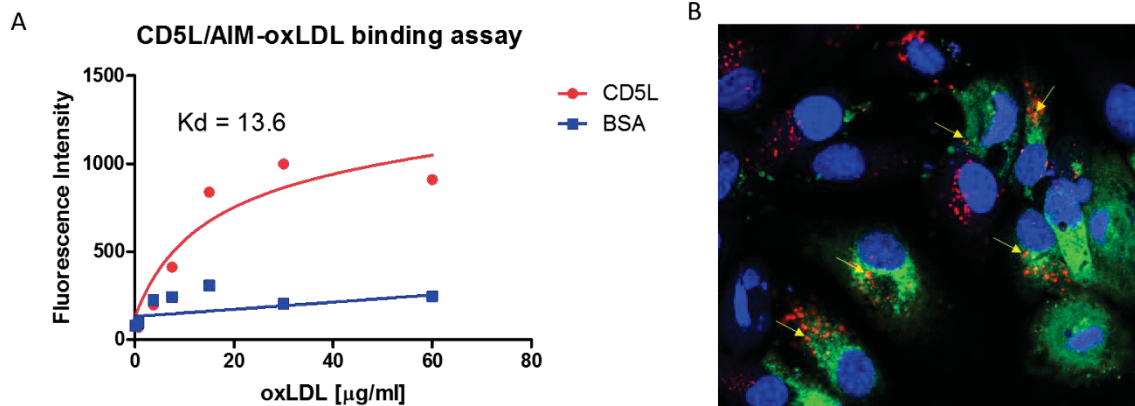 A
B
CD5L/AIM-oxLDL binding assay
1500
1000
500
0
Fluorescence Intensity
Kd = 13.6
CD5L
BSA
0 20 40 60 80
oxLDL [μg/ml]